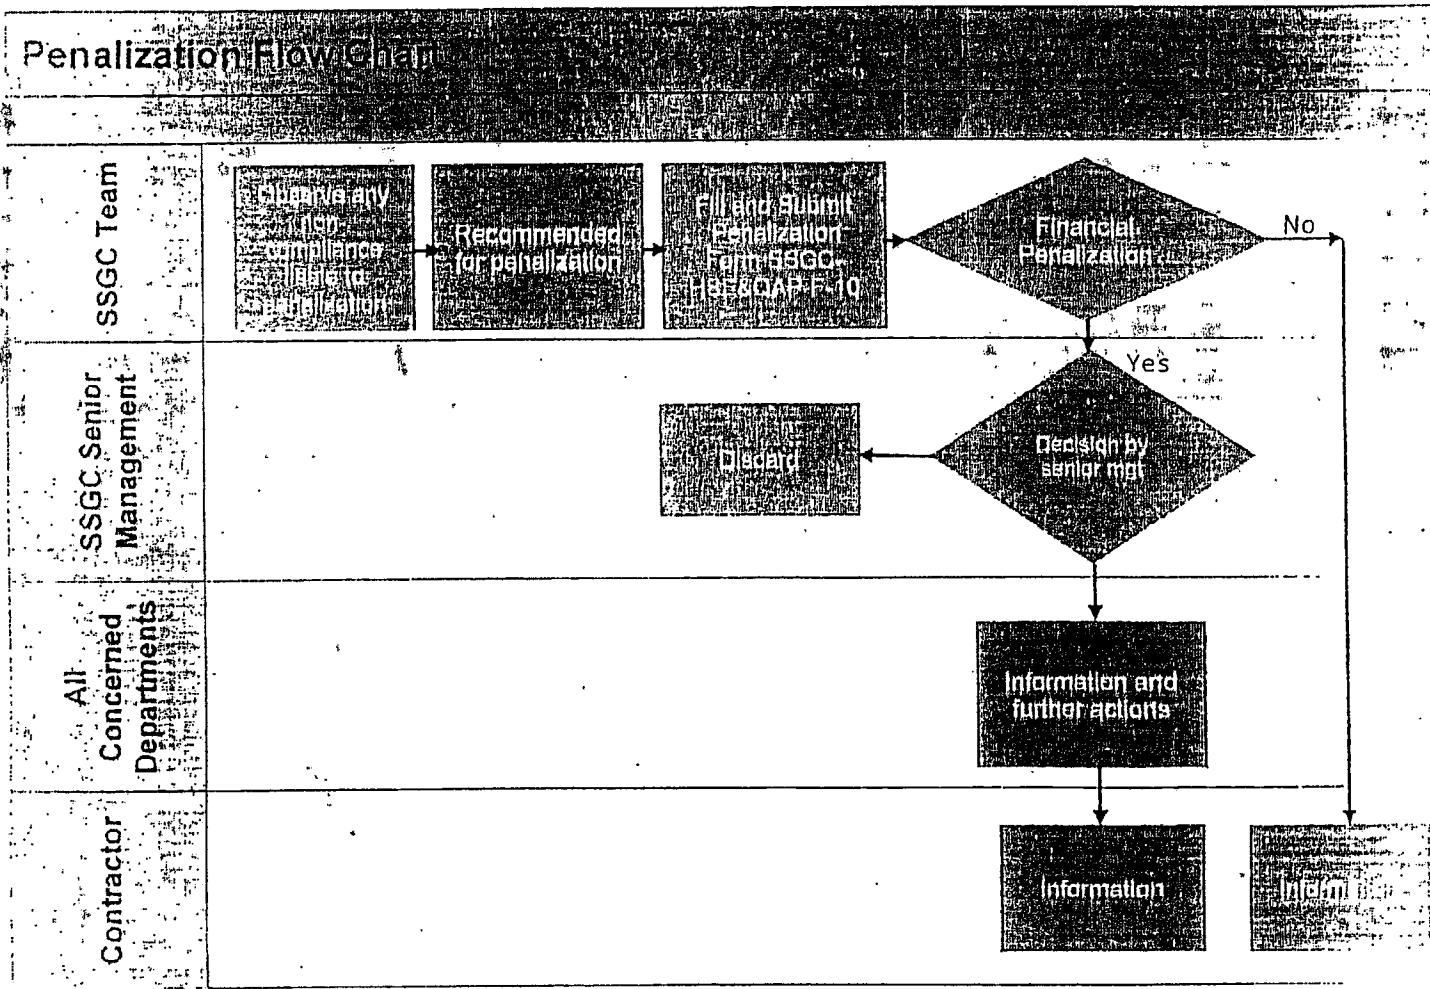 Penalization Flow Chart
SSGC Team
Observe any
non-
compliance
liable to
penalization
Recommended
for penalization
Fill and Submit
Penalization
Form SSGC-
HSE&QAP-F-10
Financial
Penalization
No
Yes
SSGC Senior
Management
Discard
Decision by
senior mgt
All
Concerned
Departments
Information and
further actions
Contractor
Information